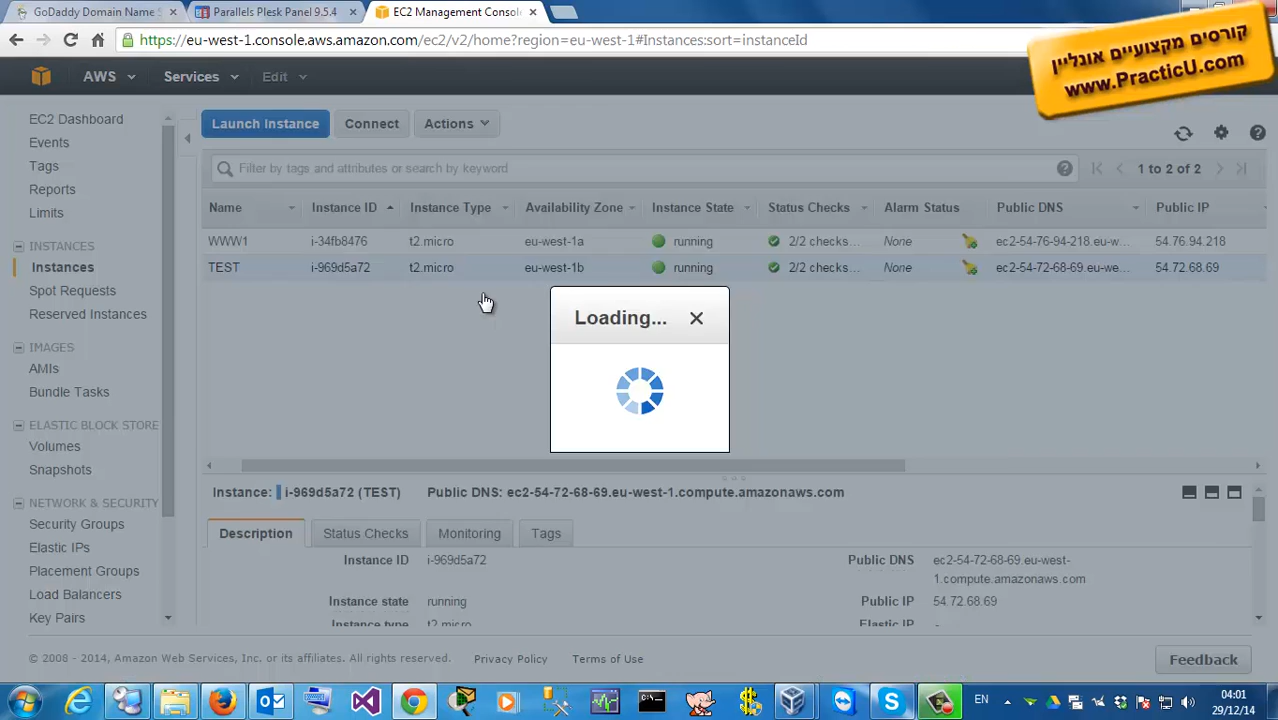 GoDaddy Domain Name S
Parallels Plesk Panel 9.5.4
EC2 Management Consol
https://eu-west-1.console.aws.amazon.com/ec2/v2/home?region=eu-west-1#Instances:sort=instanceId
קורסים מקצועיים אונליין
www.PracticU.com
AWS
Services
Edit
EC2 Dashboard
Events
Tags
Reports
Limits
INSTANCES
Instances
Spot Requests
Reserved Instances
IMAGES
AMIs
Bundle Tasks
ELASTIC BLOCK STORE
Volumes
Snapshots
NETWORK & SECURITY
Security Groups
Elastic IPs
Placement Groups
Load Balancers
Key Pairs
Launch Instance
Connect
Actions
Filter by tags and attributes or search by keyword
1 to 2 of 2
Name Instance ID Instance Type Availability Zone Instance State Status Checks Alarm Status Public DNS Public IP
WWW1 i-34fb8476 t2.micro eu-west-1a running 2/2 checks... None ec2-54-76-94-218.eu-w... 54.76.94.218
TEST i-969d5a72 t2.micro eu-west-1b running 2/2 checks... None ec2-54-72-68-69.eu-we... 54.72.68.69
Loading...
Instance: i-969d5a72 (TEST) Public DNS: ec2-54-72-68-69.eu-west-1.compute.amazonaws.com
Description
Status Checks
Monitoring
Tags
Instance ID i-969d5a72
Public DNS ec2-54-72-68-69.eu-west-
1.compute.amazonaws.com
Instance state running
Public IP 54.72.68.69
Instance type t2.micro
Elastic IP -
© 2008 - 2014, Amazon Web Services, Inc. or its affiliates. All rights reserved.
Privacy Policy
Terms of Use
Feedback
EN
04:01
29/12/14